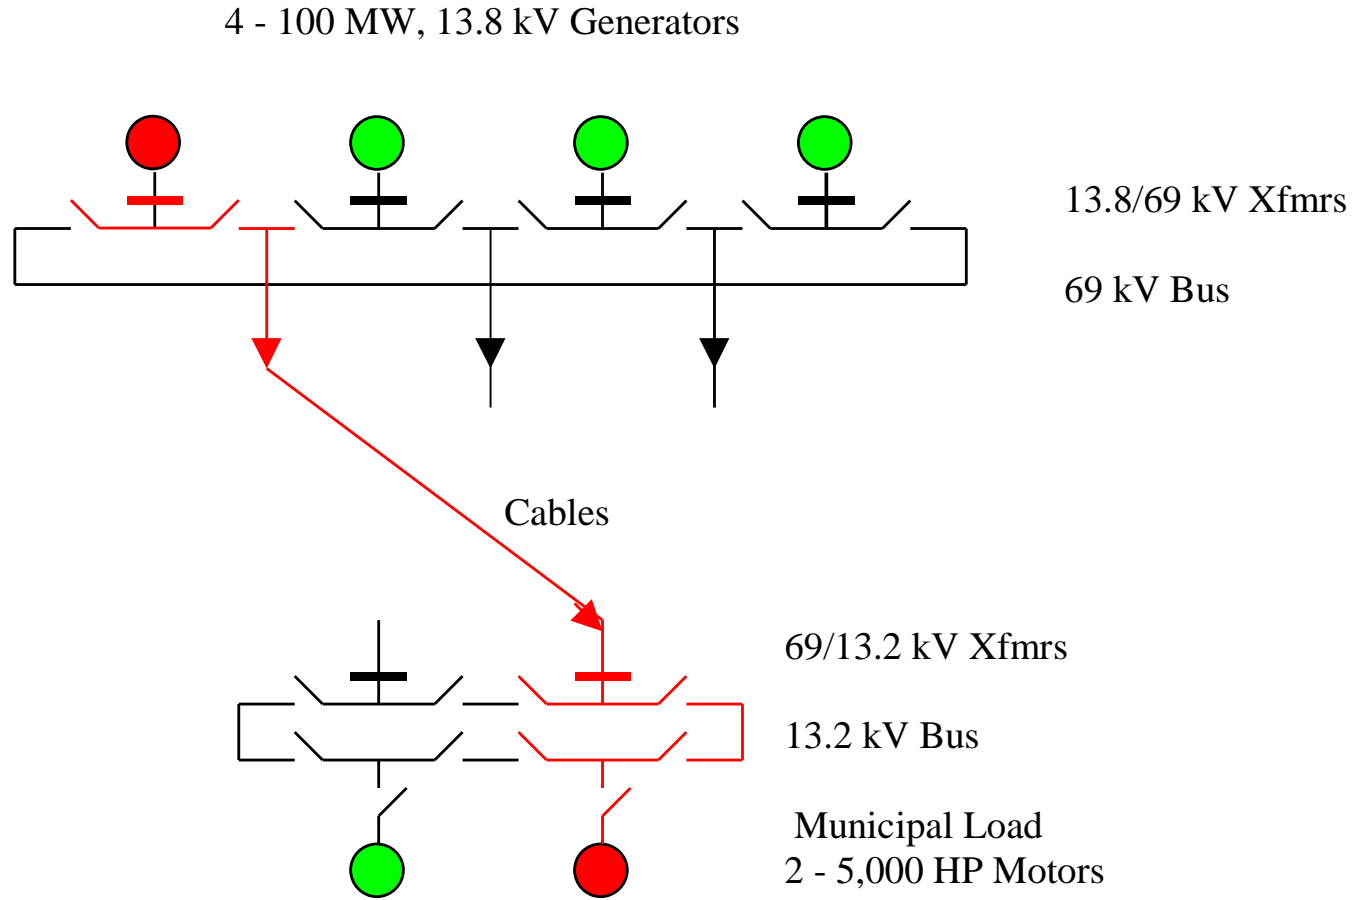 4 - 100 MW, 13.8 kV Generators
13.8/69 kV Xfmrs
69 kV Bus
Cables
69/13.2 kV Xfmrs
13.2 kV Bus
Municipal Load
2 - 5,000 HP Motors